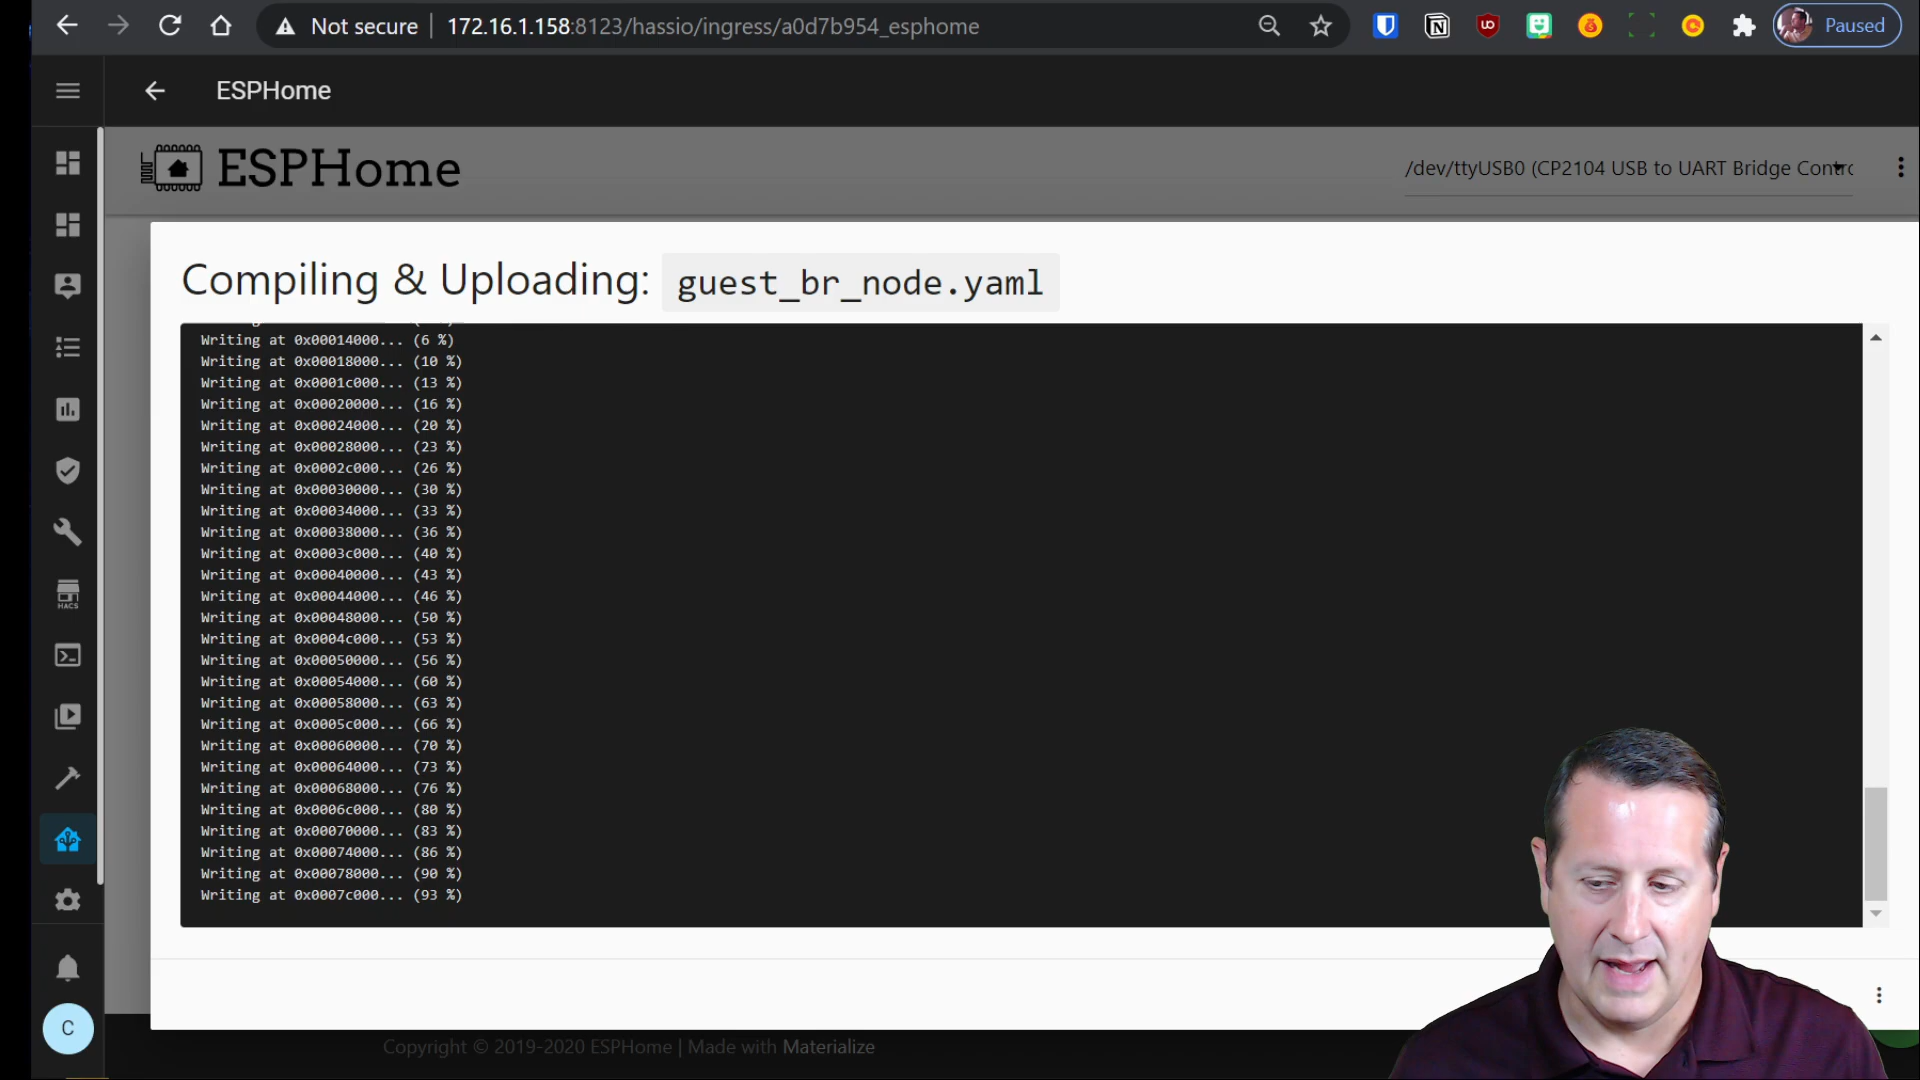 Not secure
172.16.1.158:8123/hassio/ingress/a0d7b954_esphome
Paused
ESPHome
ESPHome
/dev/ttyUSB0 (CP2104 USB to UART Bridge Contro
Compiling & Uploading: guest_br_node.yaml
Writing at 0x00014000... (6 %)
Writing at 0x00018000... (10 %)
Writing at 0x0001c000... (13 %)
Writing at 0x00020000... (16 %)
Writing at 0x00024000... (20 %)
Writing at 0x00028000... (23 %)
Writing at 0x0002c000... (26 %)
Writing at 0x00030000... (30 %)
Writing at 0x00034000... (33 %)
Writing at 0x00038000... (36 %)
Writing at 0x0003c000... (40 %)
Writing at 0x00040000... (43 %)
Writing at 0x00044000... (46 %)
Writing at 0x00048000... (50 %)
Writing at 0x0004c000... (53 %)
Writing at 0x00050000... (56 %)
Writing at 0x00054000... (60 %)
Writing at 0x00058000... (63 %)
Writing at 0x0005c000... (66 %)
Writing at 0x00060000... (70 %)
Writing at 0x00064000... (73 %)
Writing at 0x00068000... (76 %)
Writing at 0x0006c000... (80 %)
Writing at 0x00070000... (83 %)
Writing at 0x00074000... (86 %)
Writing at 0x00078000... (90 %)
Writing at 0x0007c000... (93 %)
HACS
C
Copyright © 2019-2020 ESPHome | Made with Materialize